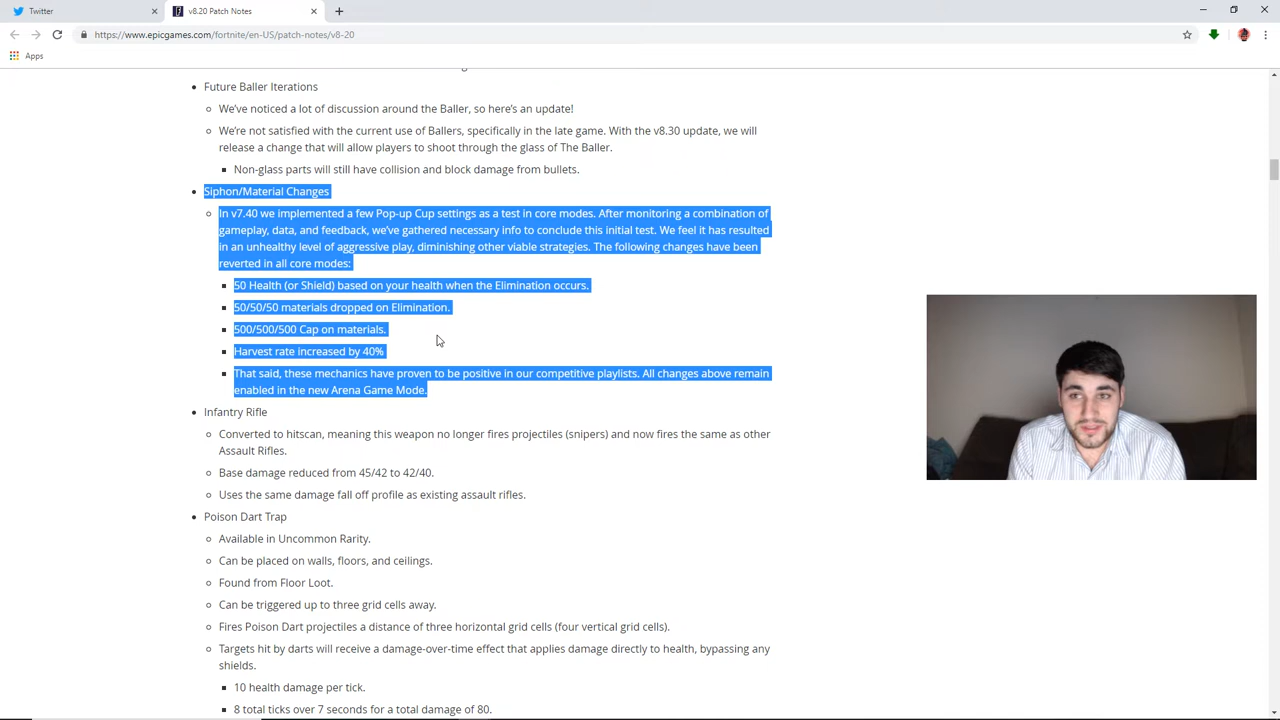 Twitter
v8.20 Patch Notes
https://www.epicgames.com/fortnite/en-US/patch-notes/v8-20
Apps
Future Baller Iterations
We've noticed a lot of discussion around the Baller, so here's an update!
We're not satisfied with the current use of Ballers, specifically in the late game. With the v8.30 update, we will
release a change that will allow players to shoot through the glass of The Baller.
Non-glass parts will still have collision and block damage from bullets.
Siphon/Material Changes
In v7.40 we implemented a few Pop-up Cup settings as a test in core modes. After monitoring a combination of
gameplay, data, and feedback, we've gathered necessary info to conclude this initial test. We feel it has resulted
in an unhealthy level of aggressive play, diminishing other viable strategies. The following changes have been
reverted in all core modes:
50 Health (or Shield) based on your health when the Elimination occurs.
50/50/50 materials dropped on Elimination.
500/500/500 Cap on materials.
Harvest rate increased by 40%
That said, these mechanics have proven to be positive in our competitive playlists. All changes above remain
enabled in the new Arena Game Mode.
Infantry Rifle
Converted to hitscan, meaning this weapon no longer fires projectiles (snipers) and now fires the same as other
Assault Rifles.
Base damage reduced from 45/42 to 42/40.
Uses the same damage fall off profile as existing assault rifles.
Poison Dart Trap
Available in Uncommon Rarity.
Can be placed on walls, floors, and ceilings.
Found from Floor Loot.
Can be triggered up to three grid cells away.
Fires Poison Dart projectiles a distance of three horizontal grid cells (four vertical grid cells).
Targets hit by darts will receive a damage-over-time effect that applies damage directly to health, bypassing any
shields.
10 health damage per tick.
8 total ticks over 7 seconds for a total damage of 80.